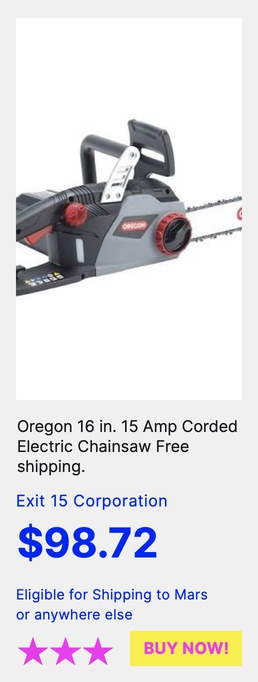 OREGON
Oregon 16 in. 15 Amp Corded
Electric Chainsaw Free
shipping.
Exit 15 Corporation
$98.72
Eligible for Shipping to Mars
or anywhere else
BUY NOW!